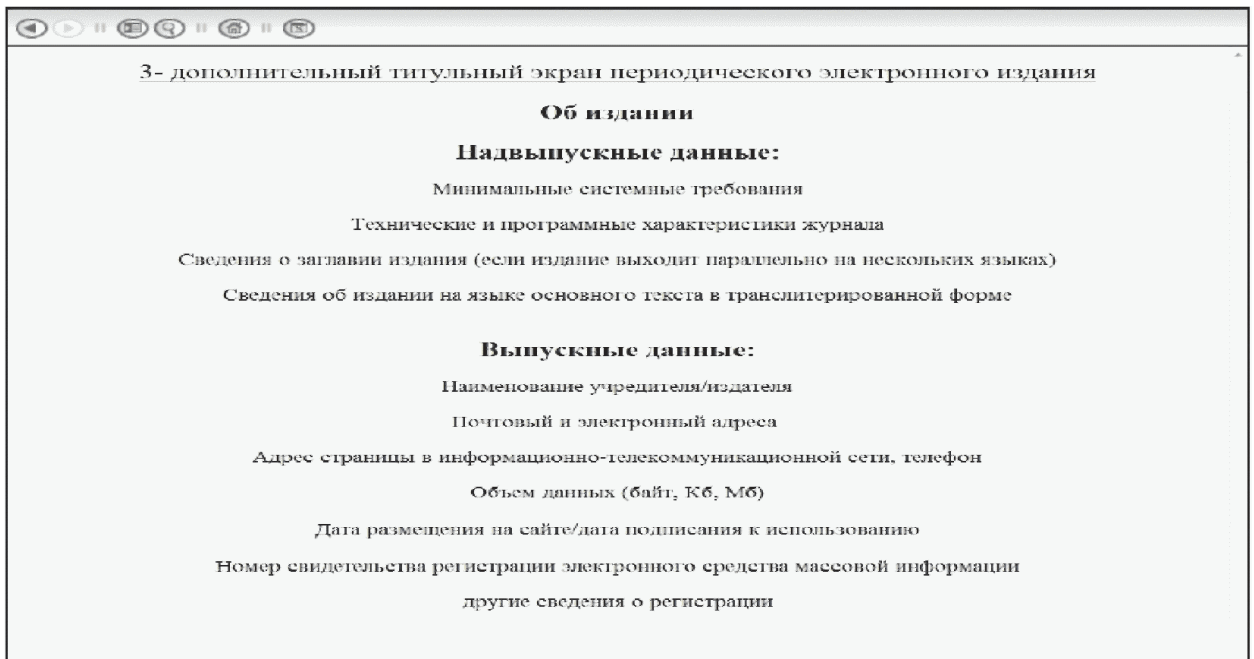 3- дополнительный титульный экран периодического электронного издания
Об издании
Надвыпускные данные:
Минимальные системные требования
Технические и программные характеристики журнала
Сведения о заглавии издания (если издание выходит параллельно на нескольких языках)
Сведения об издании на языке основного текста в транслитерированной форме
Выпускные данные:
Наименование учредителя/издателя
Почтовый и электронный адреса
Адрес страницы в информационно-телекоммуникационной сети, телефон
Объем данных (байт, Кб, Мб)
Дата размещения на сайте/дата подписания к использованию
Номер свидетельства регистрации электронного средства массовой информации
другие сведения о регистрации